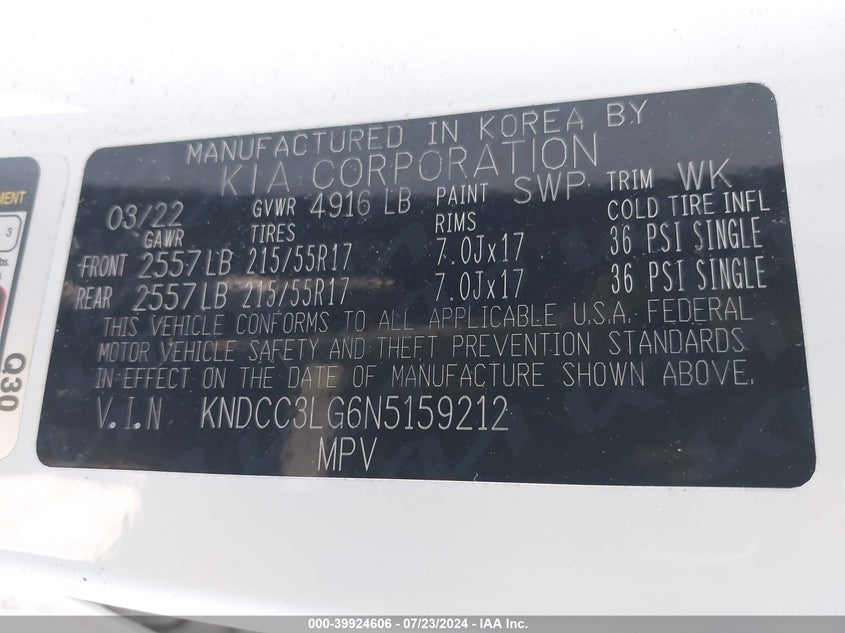 MANUFACTURED IN KOREA BY
KIA CORPORATION
03/22 GVWR 4916 LB PAINT SWP TRIM WK
GAWR TIRES RIMS COLD TIRE INFL
FRONT 2557LB 215/55R17 7.0Jx17 36 PSI SINGLE
REAR 2557LB 215/55R17 7.0Jx17 36 PSI SINGLE
THIS VEHICLE CONFORMS TO ALL APPLICABLE U.S.A. FEDERAL
MOTOR VEHICLE SAFETY AND THEFT PREVENTION STANDARDS
IN EFFECT ON THE DATE OF MANUFACTURE SHOWN ABOVE.
V.I.N KNDCC3LG6N5159212
MPV
3
Q30
000-39924606 - 07/23/2024 - IAA Inc.